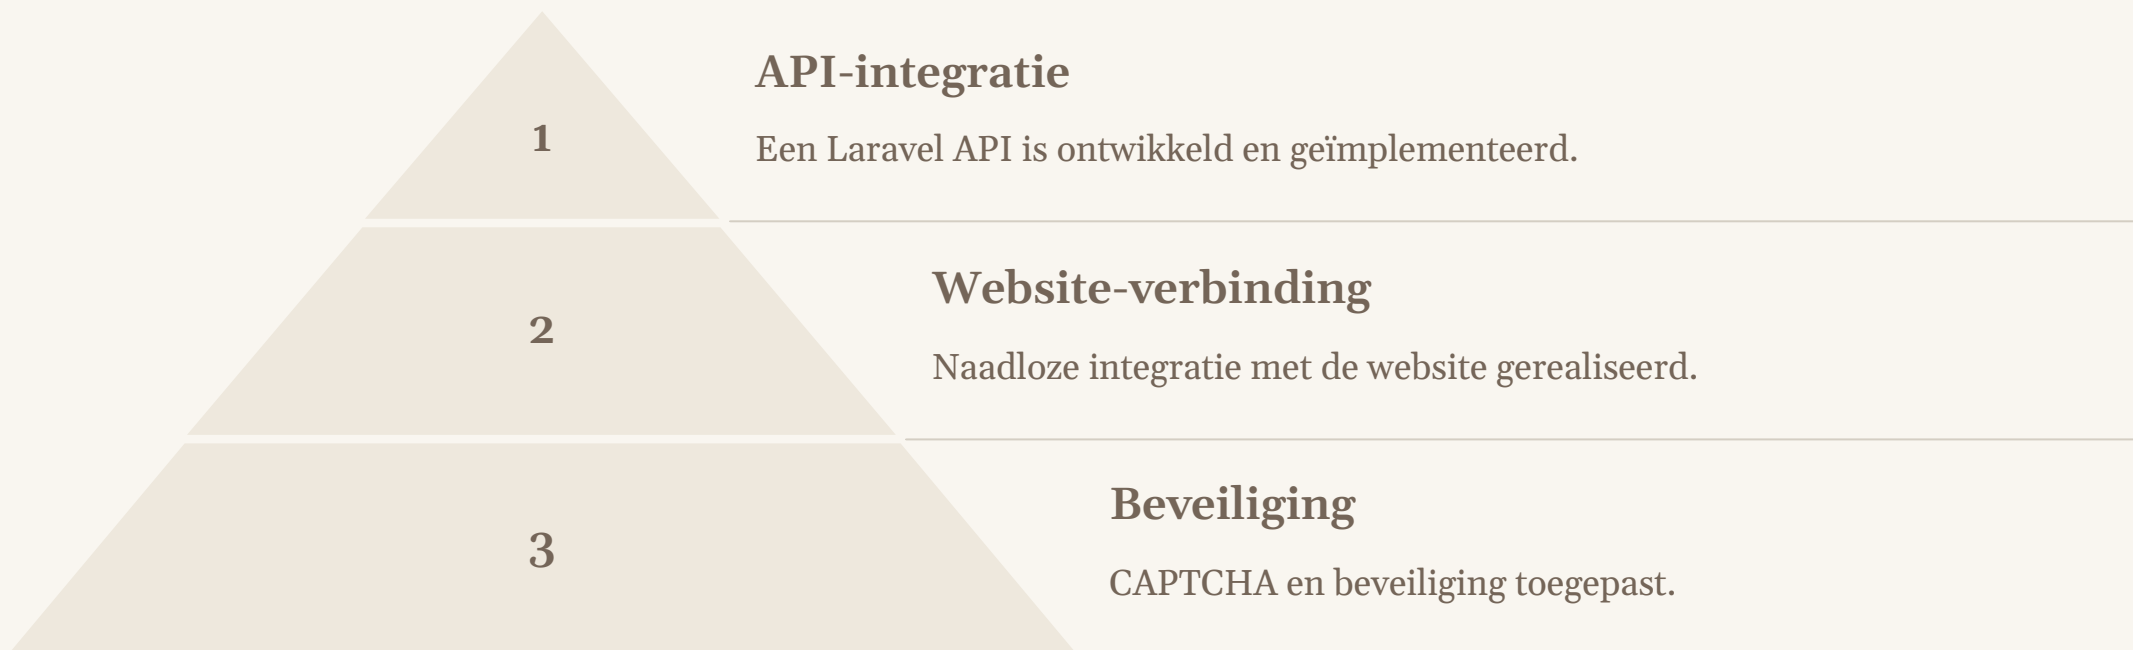 1
API-integratie
Een Laravel API is ontwikkeld en geïmplementeerd.
2
Website-verbinding
Naadloze integratie met de website gerealiseerd.
3
Beveiliging
CAPTCHA en beveiliging toegepast.